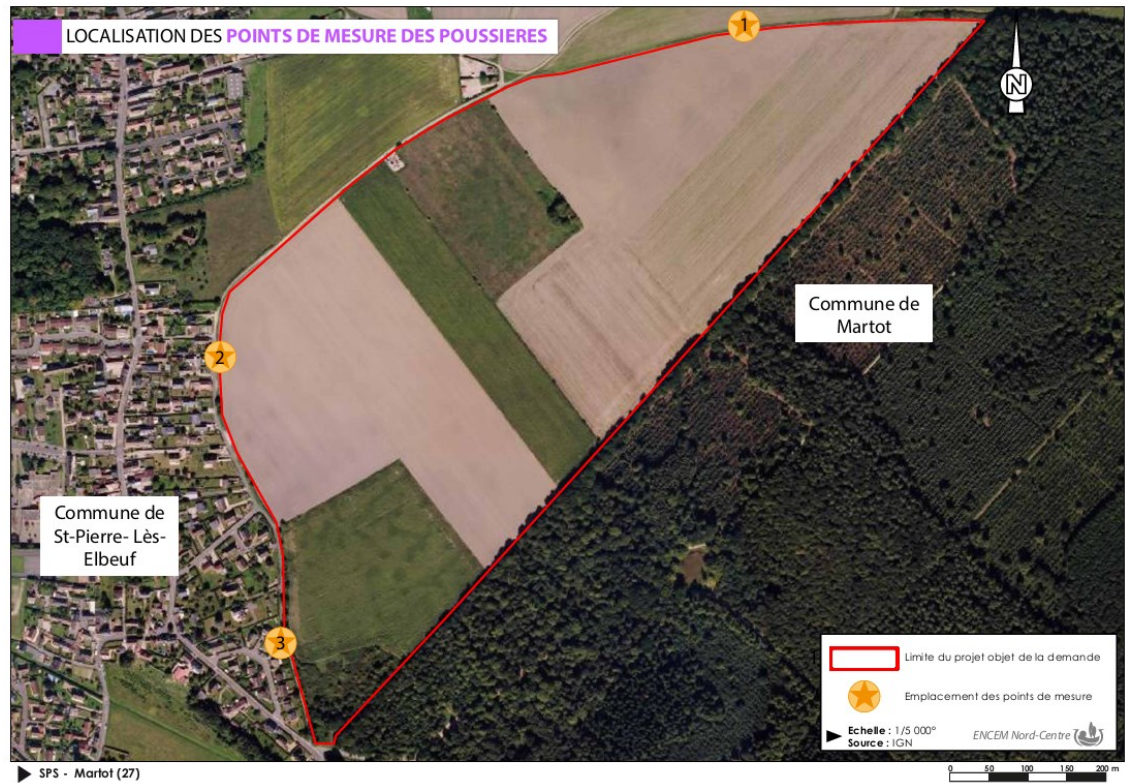 LOCALISATION DES POINTS DE MESURE DES POUSSIERES
1
N
Commune de
Martot
2
Commune de
St-Pierre- Lès-
Elbeuf
3
Limite du projet objet de la demande
Emplacement des points de mesure
Echelle : 1/5 000°
Source : IGN
ENCEM Nord-Centre
SPS - Martot (27)
0 50 100 150 200 m